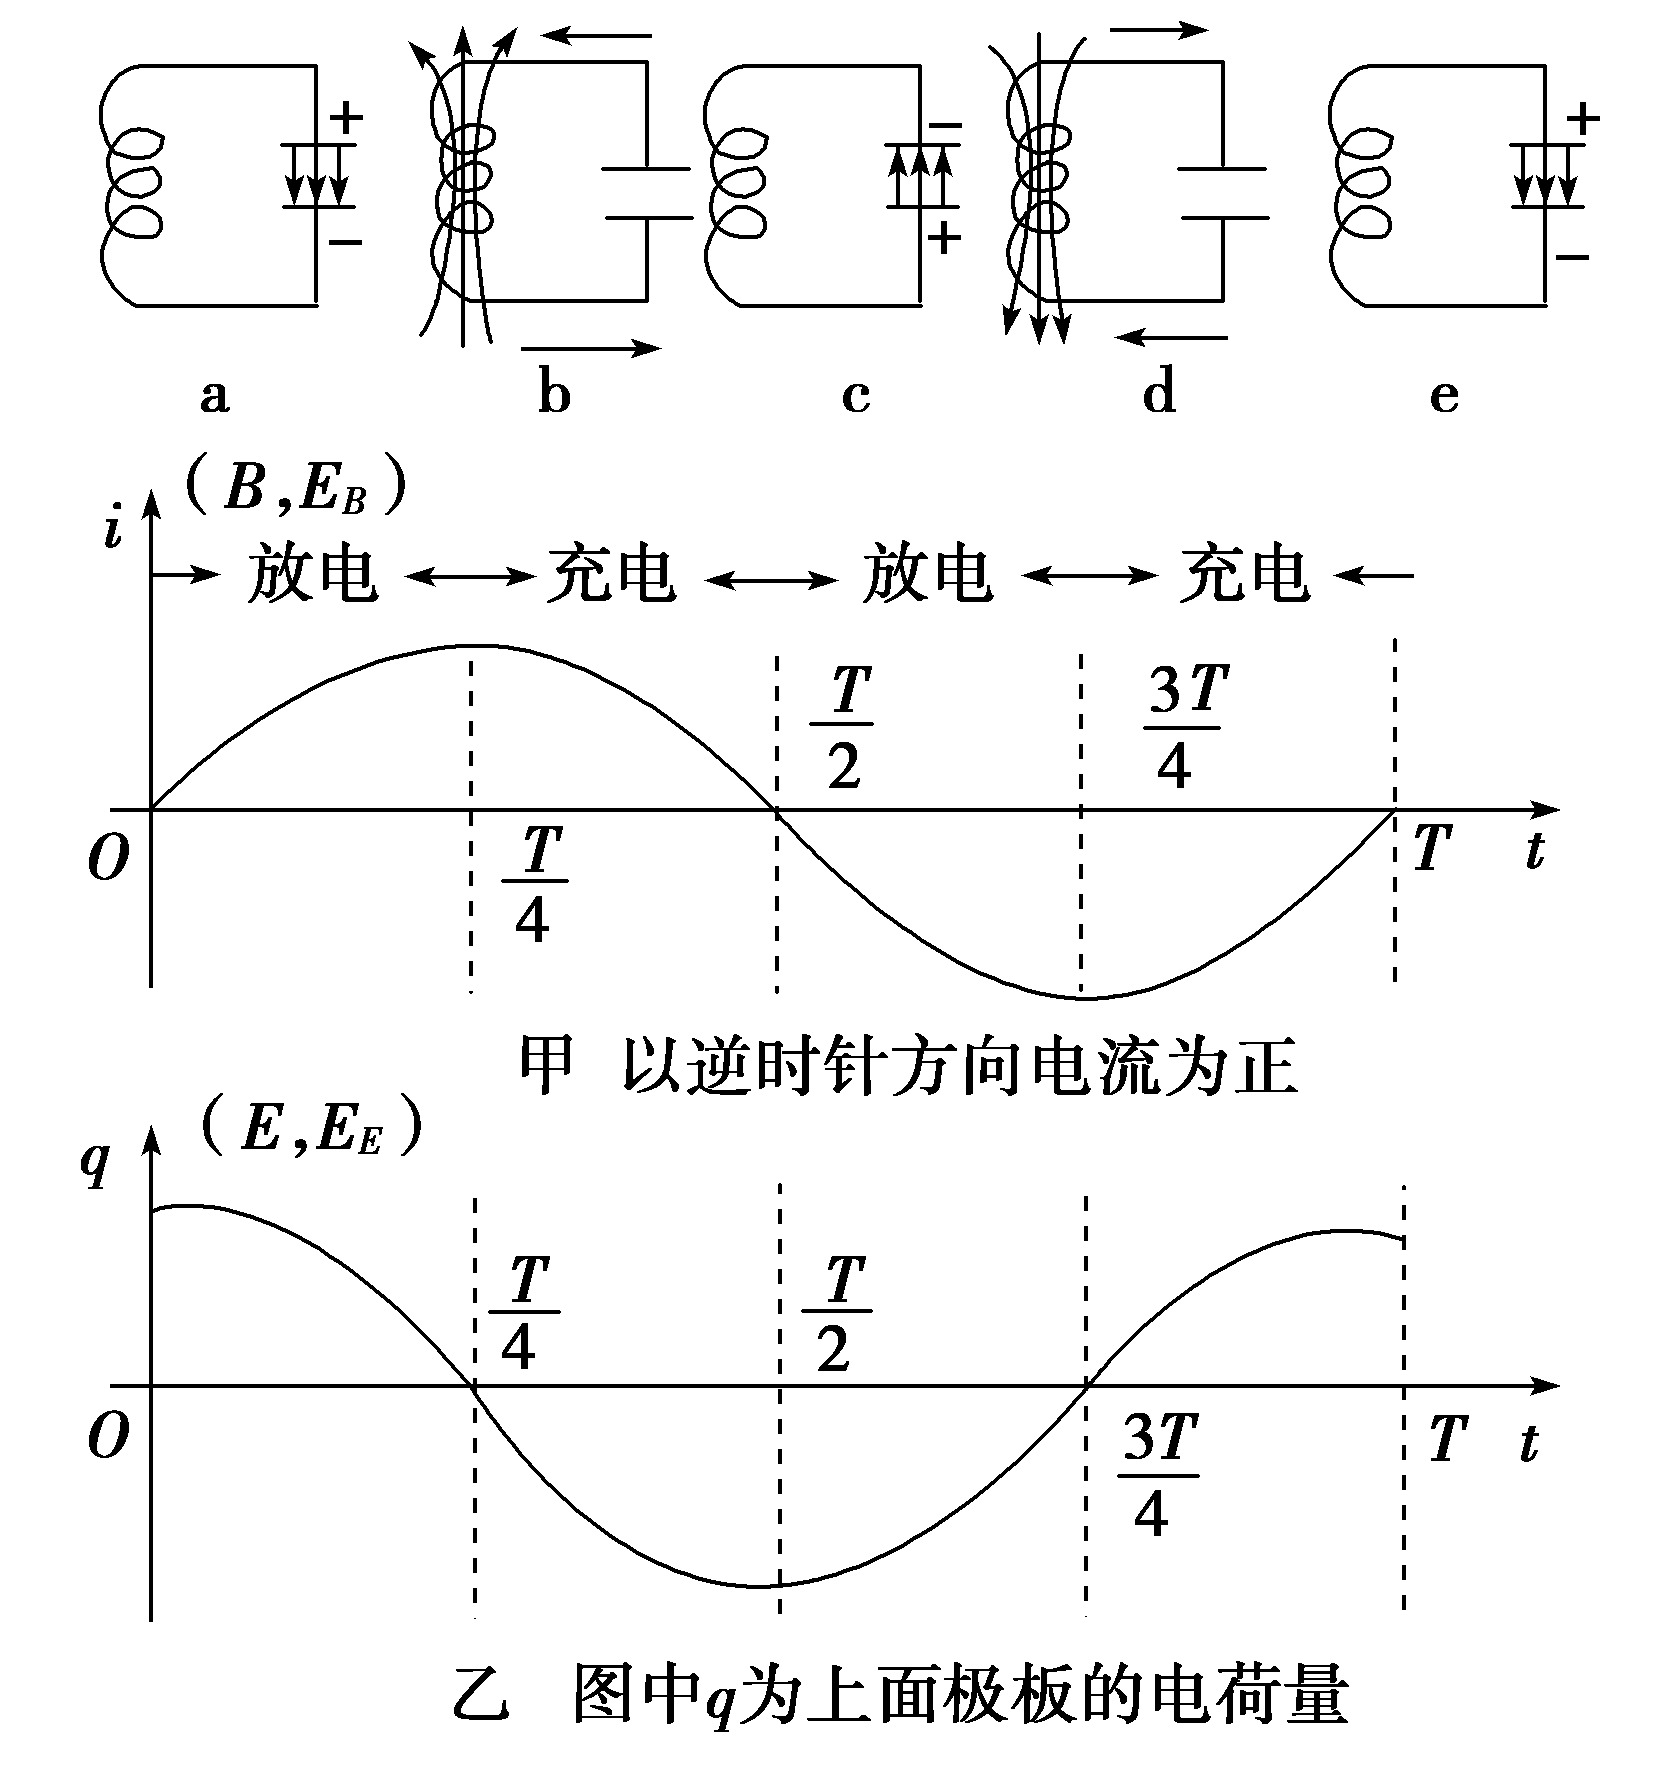 + − − + + −
a b c d e
i (B,E_B)
放电 充电 放电 充电
T/2 3T/4
O T/4 T t
甲 以逆时针方向电流为正
q (E,E_E)
T/4 T/2
O 3T/4 T t
乙 图中q为上面极板的电荷量